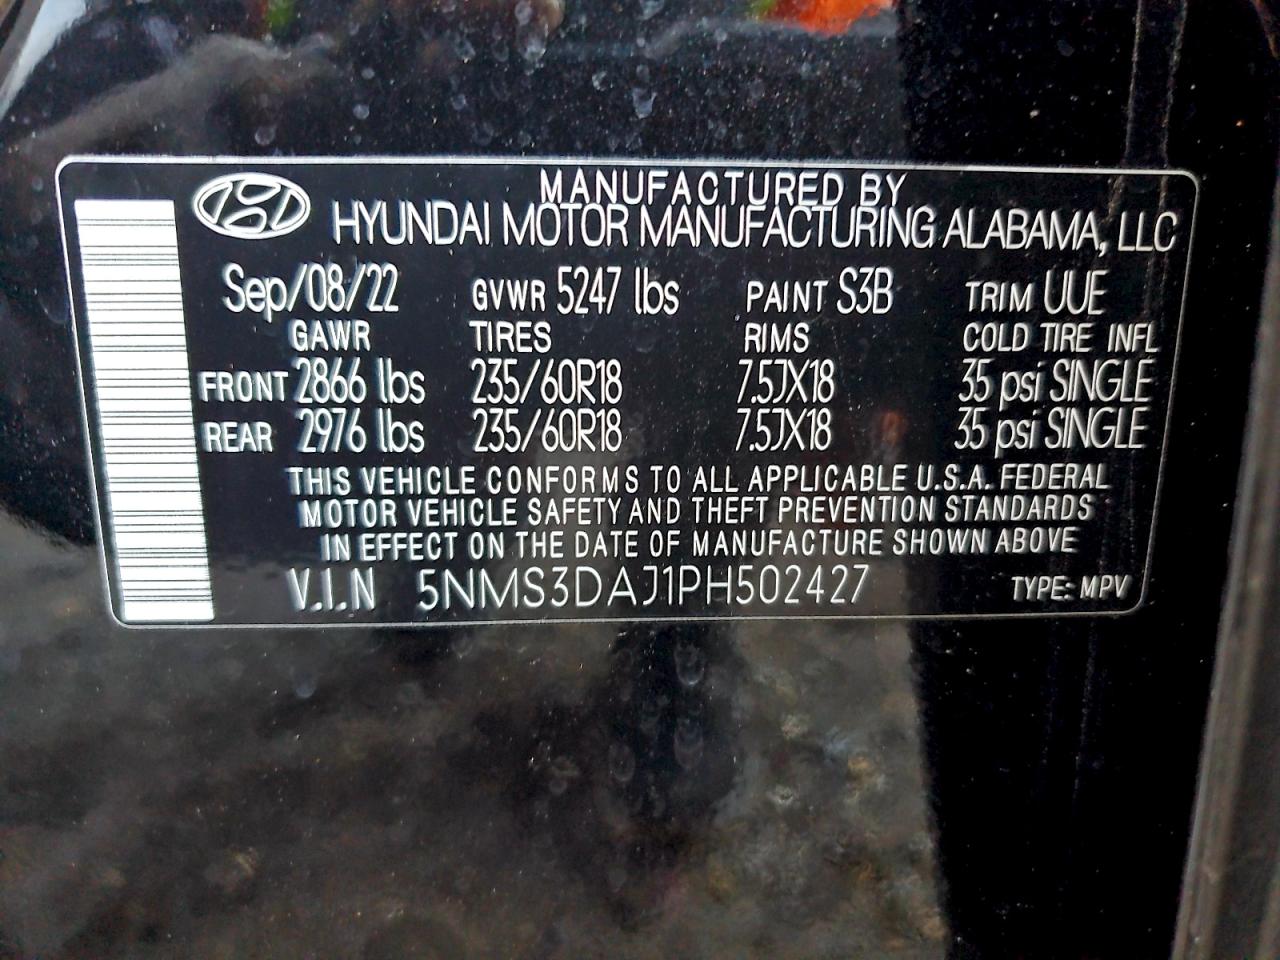 MANUFACTURED BY
HYUNDAI MOTOR MANUFACTURING ALABAMA, LLC
Sep/08/22 GVWR 5247 lbs PAINT S3B TRIM UUE
GAWR TIRES RIMS COLD TIRE INFL
FRONT 2866 lbs 235/60R18 7.5JX18 35 psi SINGLE
REAR 2976 lbs 235/60R18 7.5JX18 35 psi SINGLE
THIS VEHICLE CONFORMS TO ALL APPLICABLE U.S.A. FEDERAL
MOTOR VEHICLE SAFETY AND THEFT PREVENTION STANDARDS
IN EFFECT ON THE DATE OF MANUFACTURE SHOWN ABOVE
V.I.N 5NMS3DAJ1PH502427 TYPE: MPV